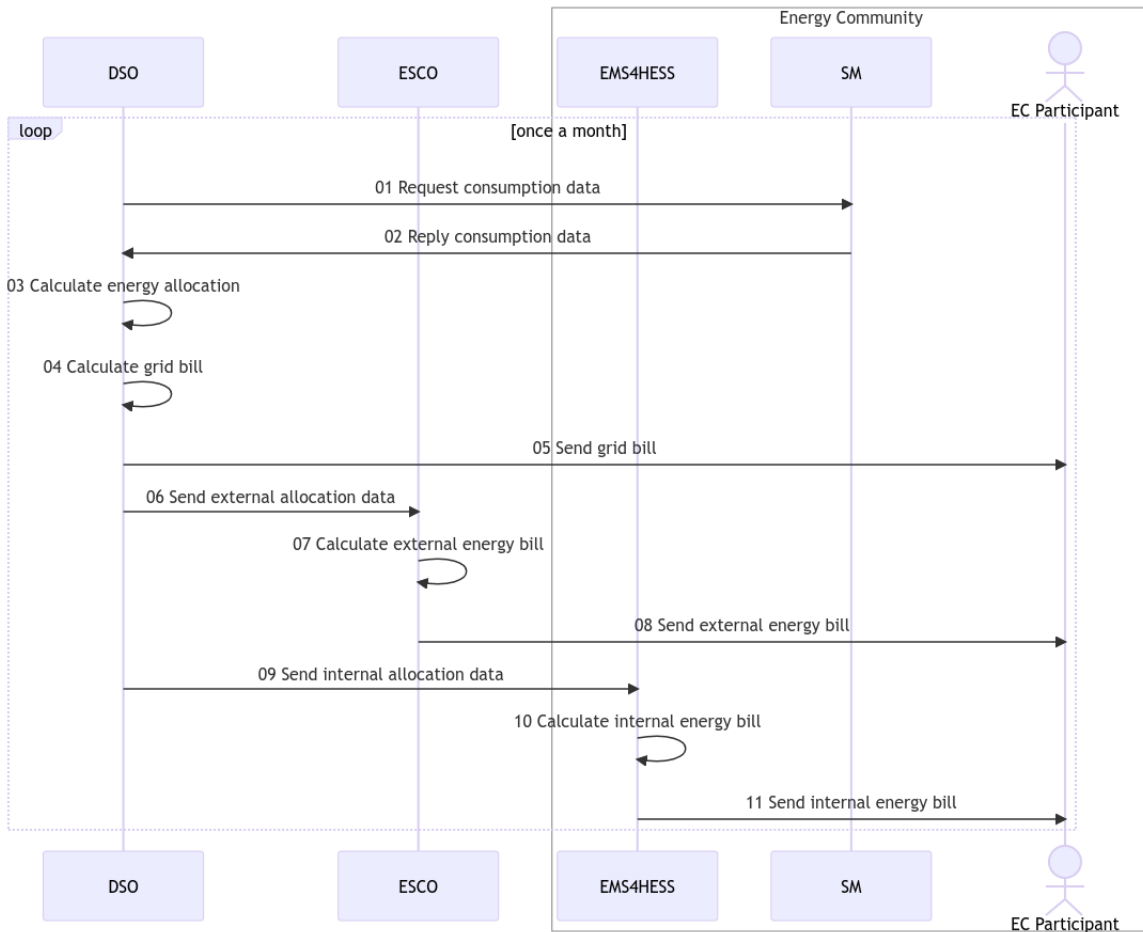 Energy Community
DSO
ESCO
EMS4HESS
SM
EC Participant
loop
[once a month]
01 Request consumption data
02 Reply consumption data
03 Calculate energy allocation
04 Calculate grid bill
05 Send grid bill
06 Send external allocation data
07 Calculate external energy bill
08 Send external energy bill
09 Send internal allocation data
10 Calculate internal energy bill
11 Send internal energy bill
DSO
ESCO
EMS4HESS
SM
EC Participant